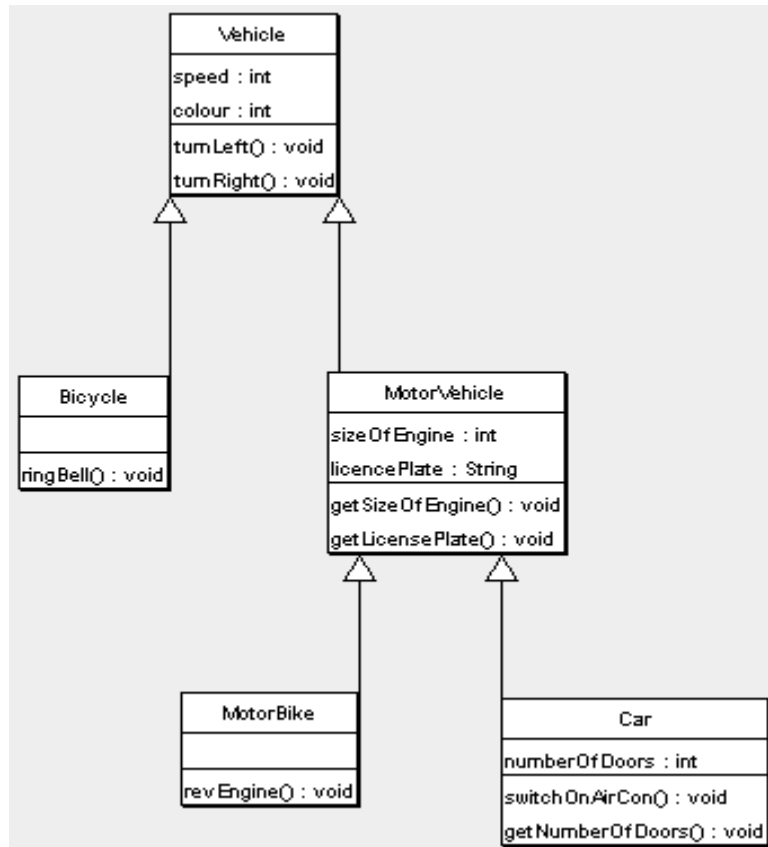 Vehicle
speed : int
colour : int
turnLeft() : void
turnRight() : void
Bicycle
ringBell() : void
MotorVehicle
sizeOfEngine : int
licencePlate : String
getSizeOfEngine() : void
getLicensePlate() : void
MotorBike
revEngine() : void
Car
numberOfDoors : int
switchOnAirCon() : void
getNumberOfDoors() : void